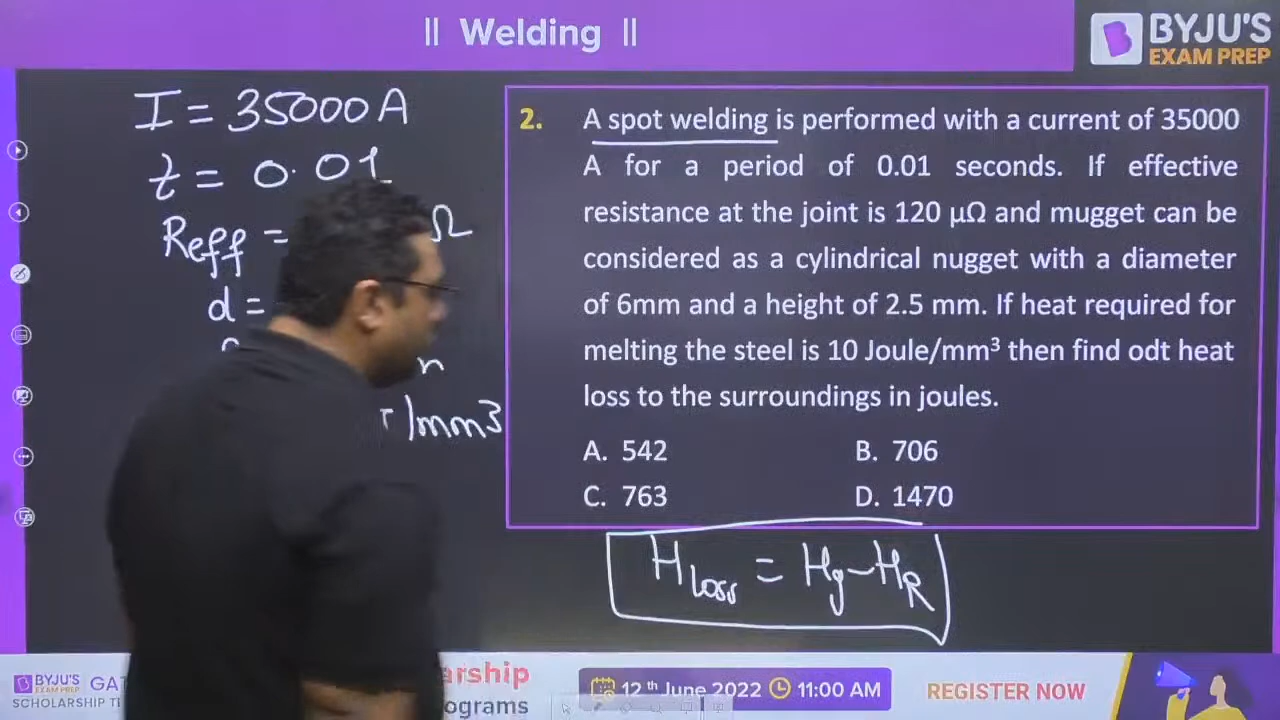 || Welding ||
BYJU'S
EXAM PREP
I = 35000 A
t = 0.01
Reff = Ω
d =
n
/mm3
2. A spot welding is performed with a current of 35000
A for a period of 0.01 seconds. If effective
resistance at the joint is 120 μΩ and mugget can be
considered as a cylindrical nugget with a diameter
of 6mm and a height of 2.5 mm. If heat required for
melting the steel is 10 Joule/mm³ then find odt heat
loss to the surroundings in joules.
A. 542 B. 706
C. 763 D. 1470
H loss = Hg - HR
BYJU'S
EXAM PREP
GAT
SCHOLARSHIP
arship
ograms
12 th June 2022 11:00 AM
REGISTER NOW